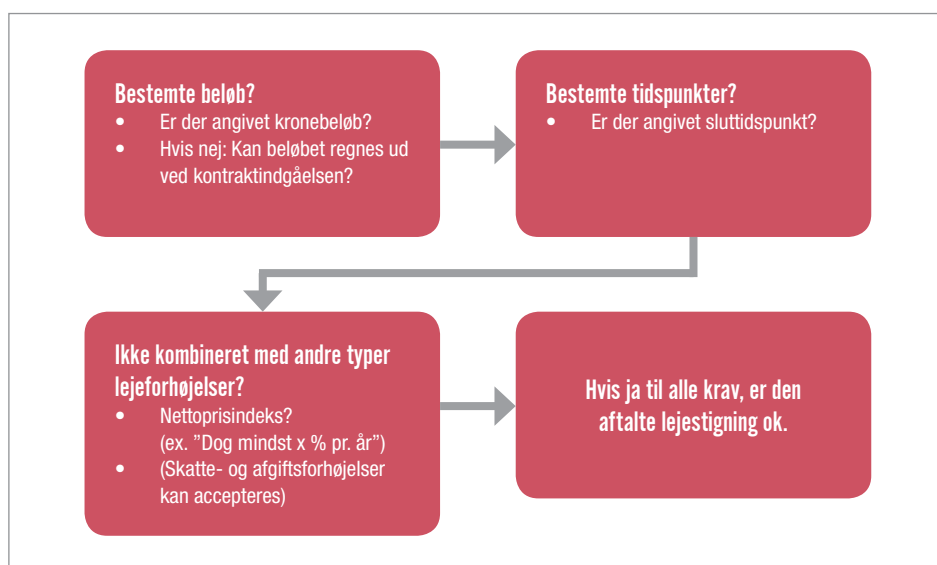 Bestemte beløb?
• Er der angivet kronebeløb?
• Hvis nej: Kan beløbet regnes ud
ved kontraktindgåelsen?
Bestemte tidspunkter?
• Er der angivet sluttidspunkt?
Ikke kombineret med andre typer
lejeforhøjelser?
• Nettoprisindeks?
(ex. ”Dog mindst x % pr. år”)
• (Skatte- og afgiftsforhøjelser
kan accepteres)
Hvis ja til alle krav, er den
aftalte lejestigning ok.